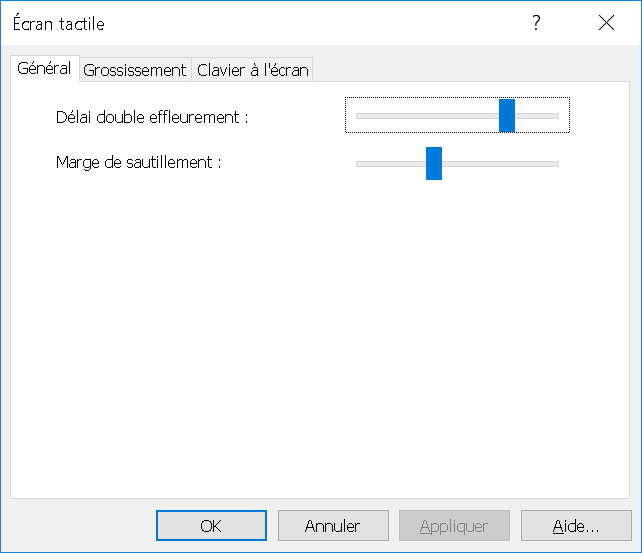 Écran tactile
?
Général Grossissement Clavier à l'écran
Délai double effleurement :
Marge de sautillement :
OK Annuler Appliquer Aide...